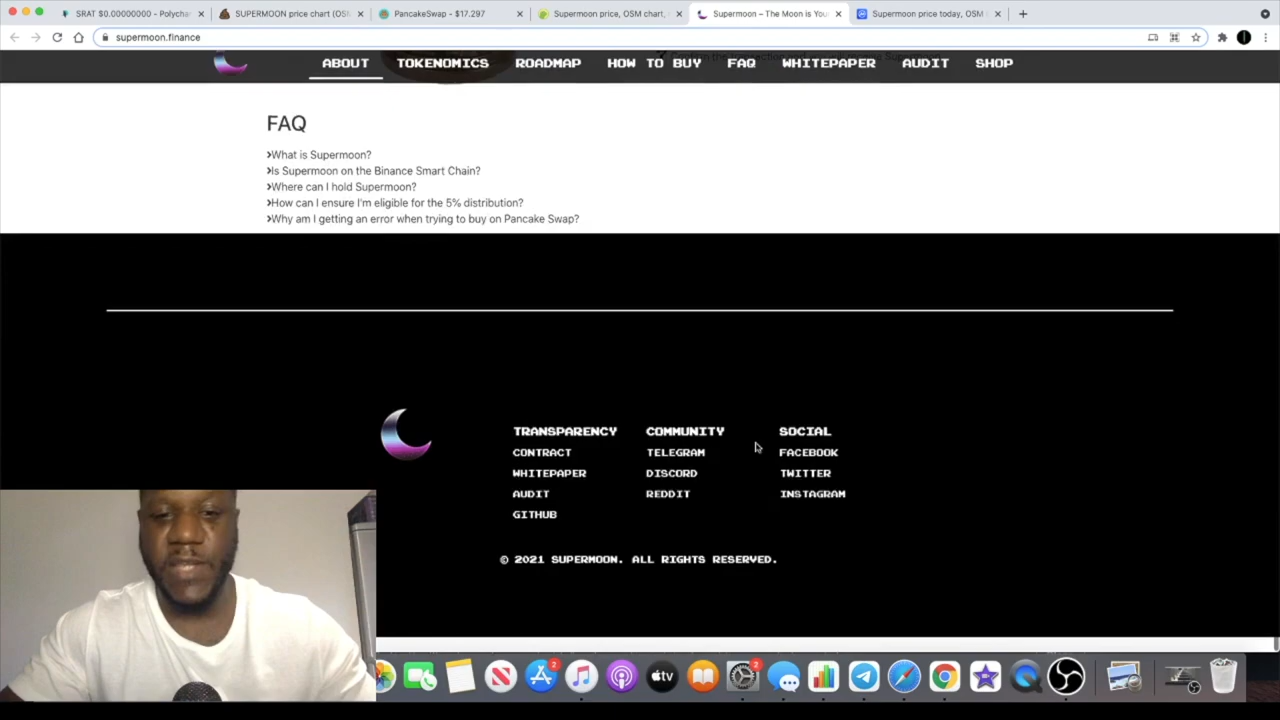 SRAT $0.00000000 - Polycha
SUPERMOON price chart (OSM
PancakeSwap - $17.297
Supermoon price, OSM chart,
Supermoon – The Moon is You
Supermoon price today, OSM
supermoon.finance
ABOUT
TOKENOMICS
ROADMAP
HOW TO BUY
FAQ
WHITEPAPER
AUDIT
SHOP
FAQ
What is Supermoon?
Is Supermoon on the Binance Smart Chain?
Where can I hold Supermoon?
How can I ensure I'm eligible for the 5% distribution?
Why am I getting an error when trying to buy on Pancake Swap?
TRANSPARENCY
CONTRACT
WHITEPAPER
AUDIT
GITHUB
COMMUNITY
TELEGRAM
DISCORD
REDDIT
SOCIAL
FACEBOOK
TWITTER
INSTAGRAM
© 2021 SUPERMOON. ALL RIGHTS RESERVED.
2
tv
3